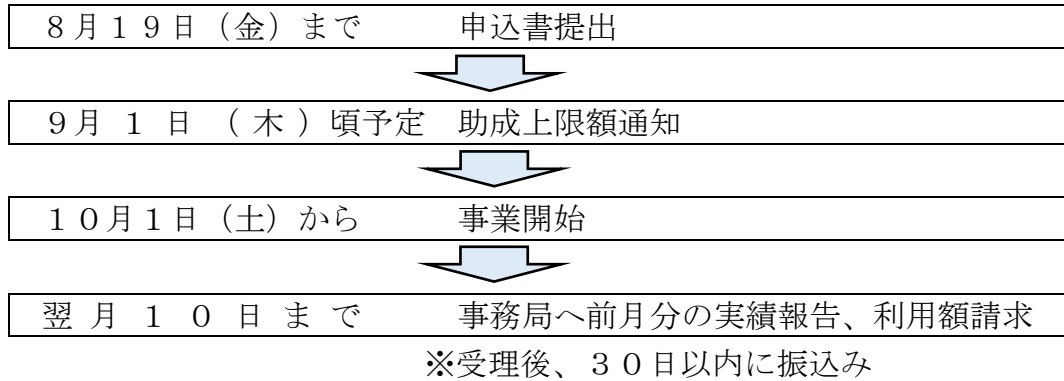 ８月１９日（金）まで　　　申込書提出
９月 １ 日 （ 木 ）頃予定　助成上限額通知
１０月１日（土）から　　　事業開始
翌 月 １ ０ 日 ま で　　　事務局へ前月分の実績報告、利用額請求
※受理後、３０日以内に振込み